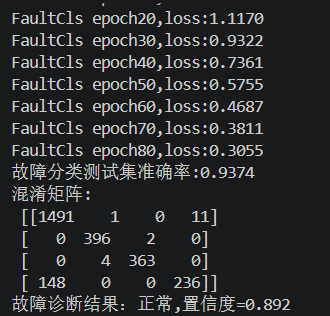 FaultCls epoch20,loss:1.1170
FaultCls epoch30,loss:0.9322
FaultCls epoch40,loss:0.7361
FaultCls epoch50,loss:0.5755
FaultCls epoch60,loss:0.4687
FaultCls epoch70,loss:0.3811
FaultCls epoch80,loss:0.3055
故障分类测试集准确率:0.9374
混淆矩阵:
[[1491 1 0 11]
[ 0 396 2 0]
[ 0 4 363 0]
[ 148 0 0 236]]
故障诊断结果: 正常,置信度=0.892